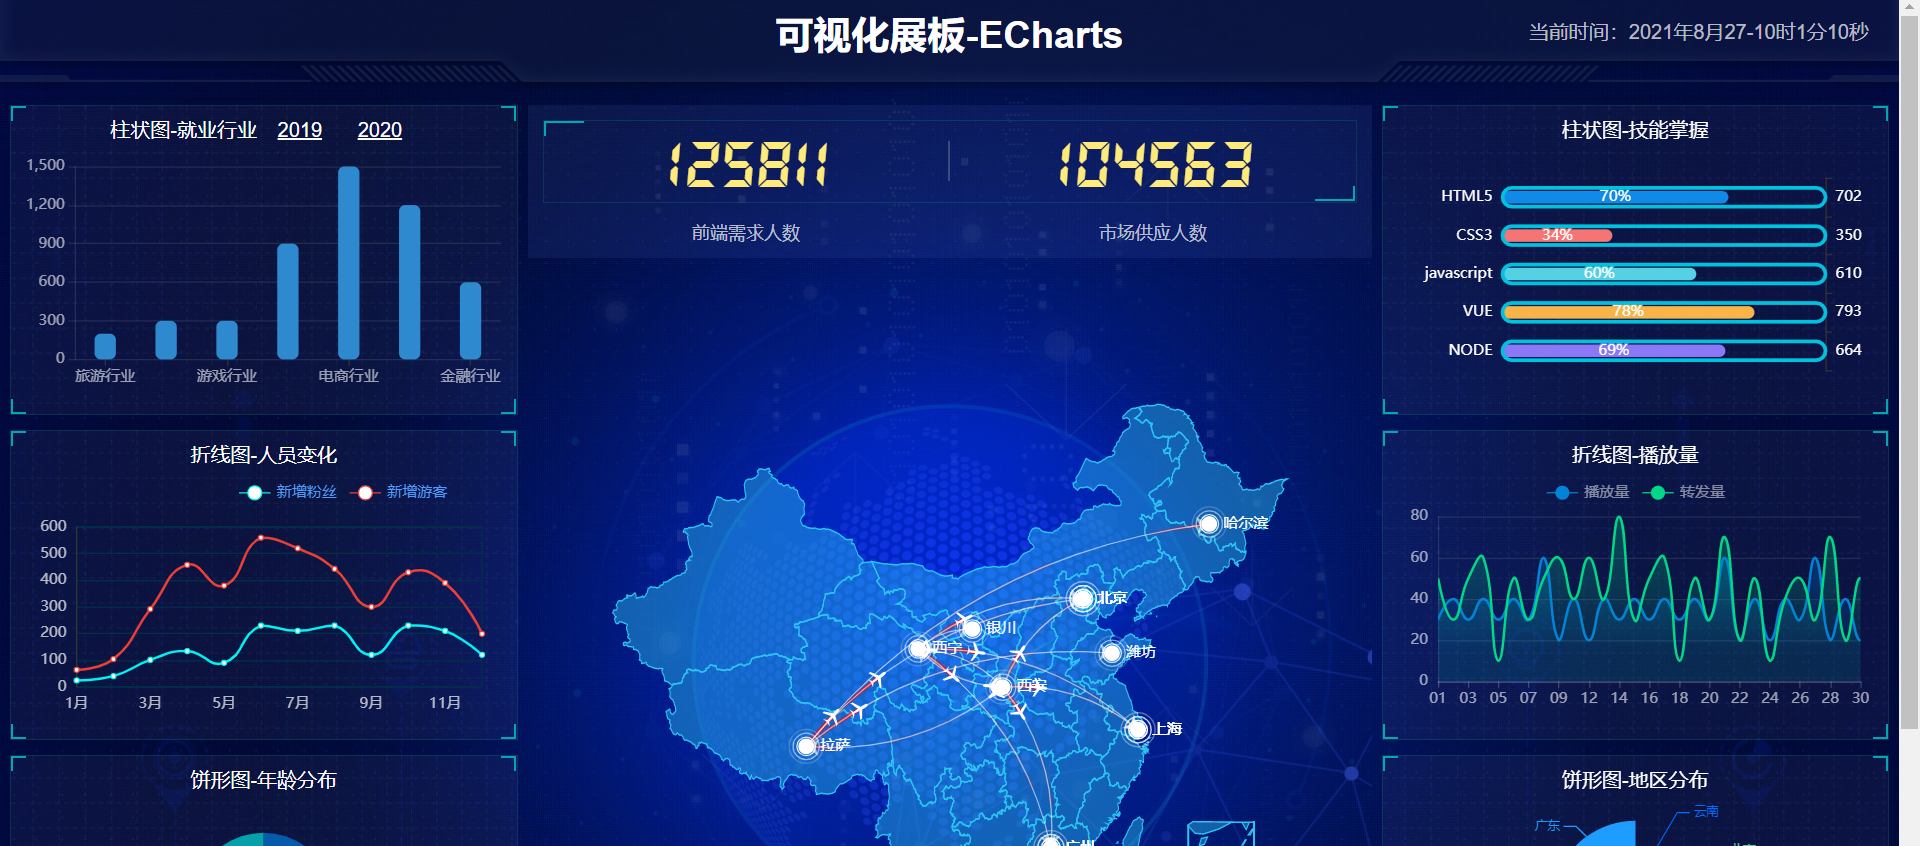 可视化展板-ECharts
当前时间：2021年8月27-10时1分10秒
柱状图-就业行业 2019 2020
1,500
1,200
900
600
300
0
旅游行业 游戏行业 电商行业 金融行业
折线图-人员变化
新增粉丝 新增游客
600
500
400
300
200
100
0
1月 3月 5月 7月 9月 11月
饼形图-年龄分布
125811 104563
前端需求人数 市场供应人数
哈尔滨
北京
银川
西宁
潍坊
西安
上海
拉萨
广州
柱状图-技能掌握
HTML5 70% 702
CSS3 34% 350
javascript 60% 610
VUE 78% 793
NODE 69% 664
折线图-播放量
播放量 转发量
80
60
40
20
0
01 03 05 07 09 12 14 16 18 20 22 24 26 28 30
饼形图-地区分布
云南
广东